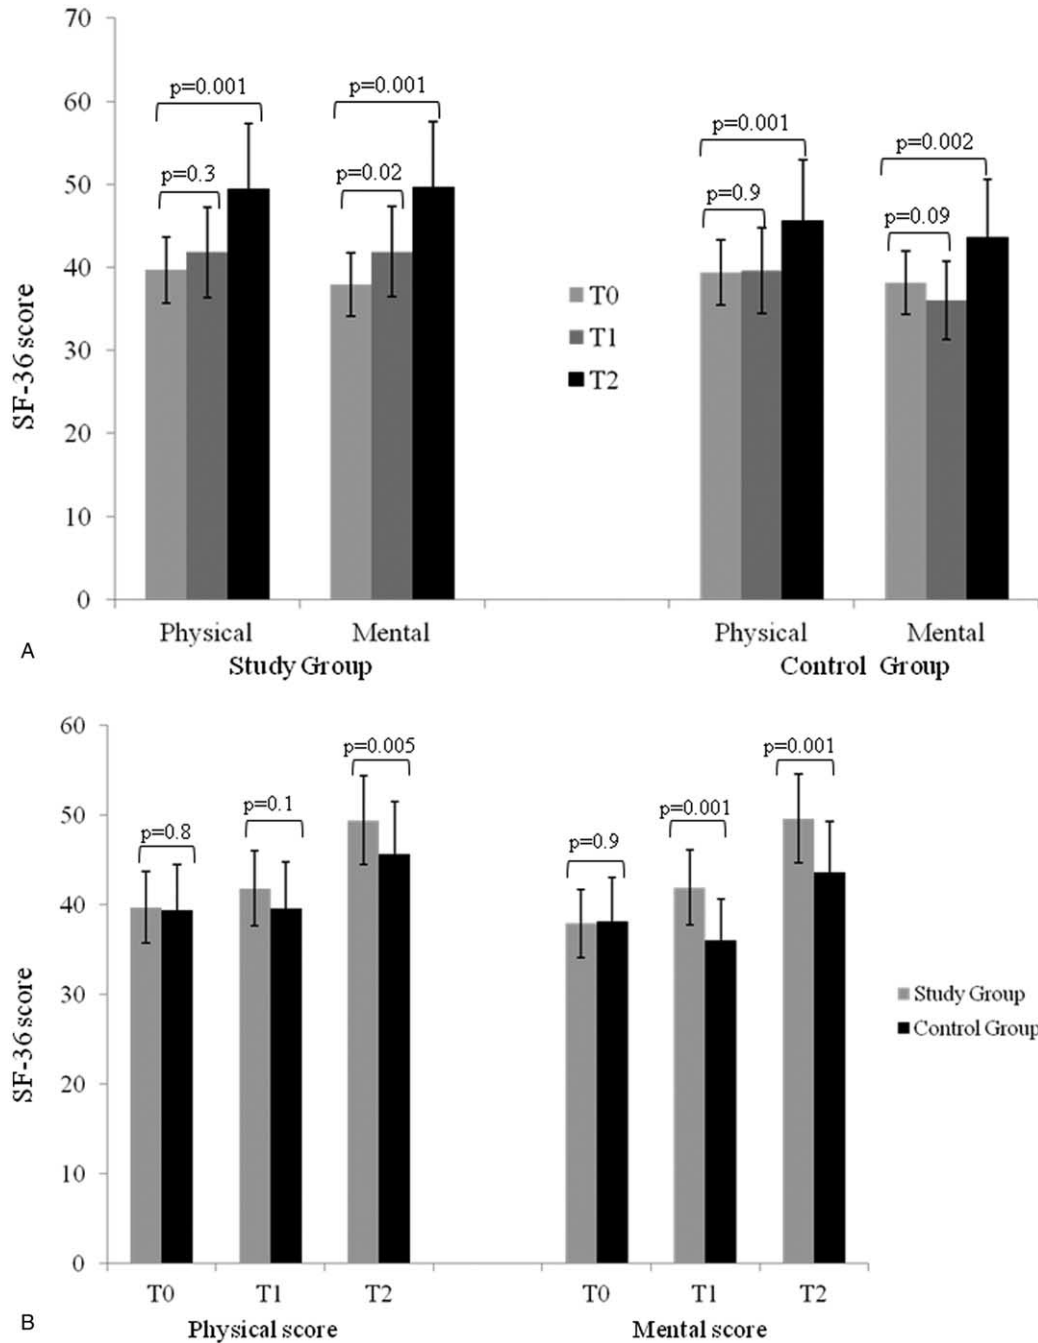 70
60
50
40
30
20
10
0
SF-36 score
p=0.001
p=0.3
p=0.001
p=0.02
p=0.001
p=0.9
p=0.002
p=0.09
T0
T1
T2
Physical Mental Physical Mental
Study Group Control Group
A
60
50
40
30
20
10
0
SF-36 score
p=0.8
p=0.1
p=0.005
p=0.9
p=0.001
p=0.001
Study Group
Control Group
T0 T1 T2 T0 T1 T2
Physical score Mental score
B